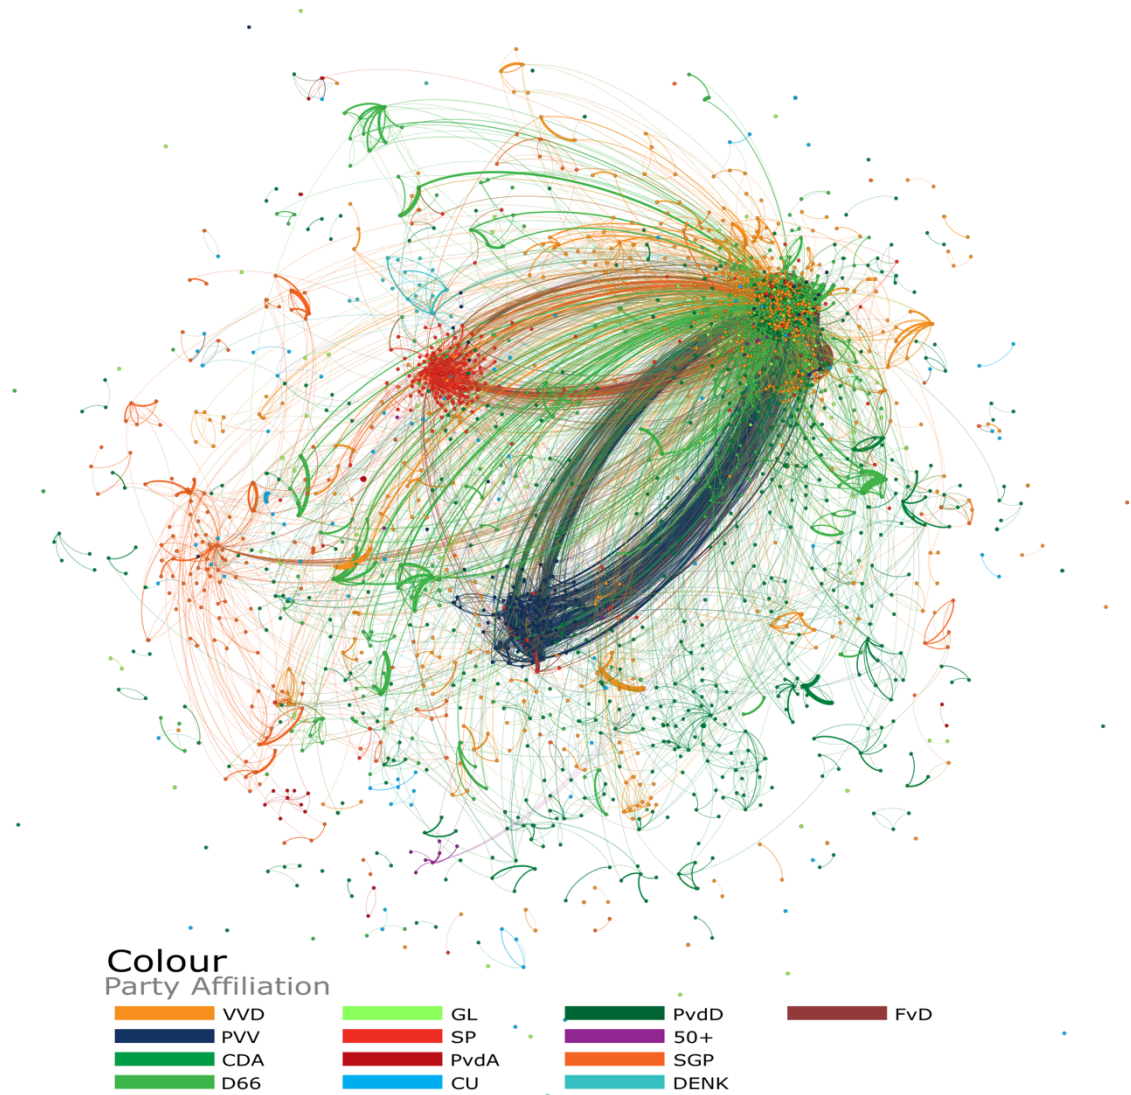 Colour
Party Affiliation
VVD GL PvdD FvD
PVV SP 50+
CDA PvdA SGP
D66 CU DENK